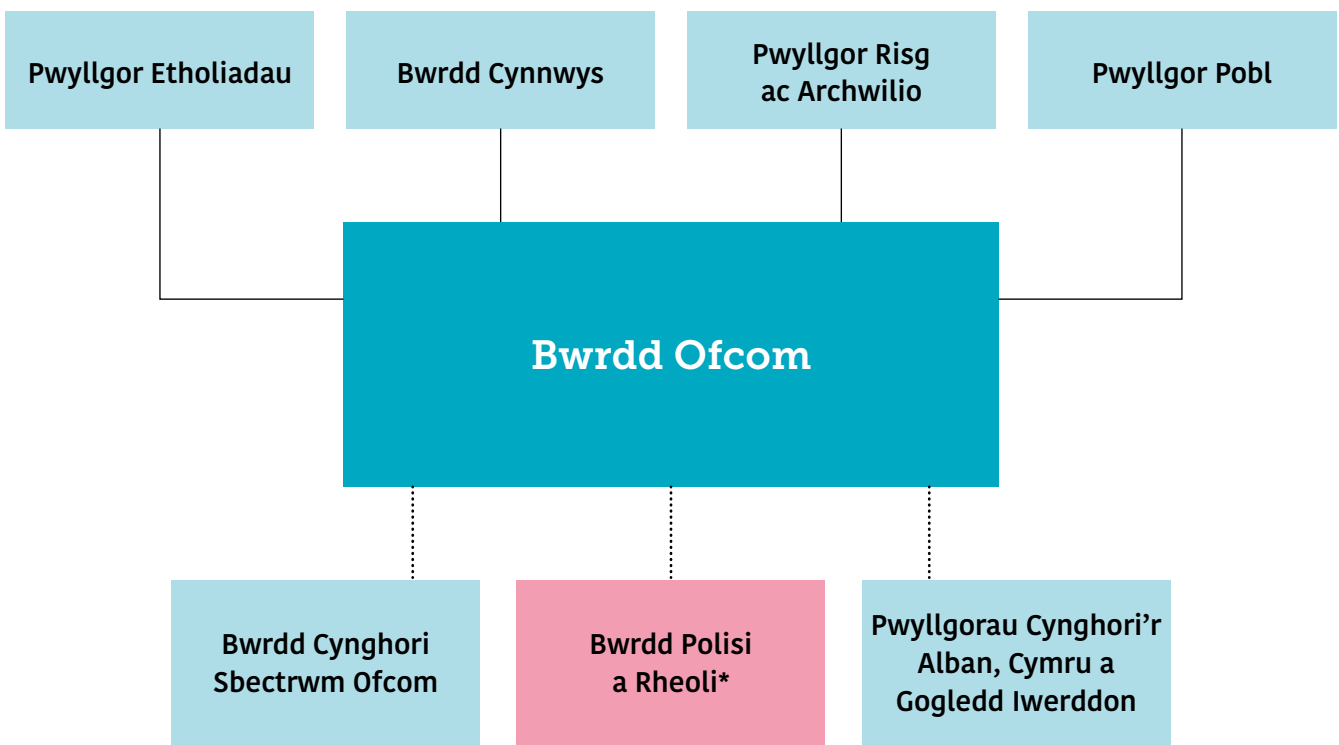 Pwyllgor Etholiadau
Bwrdd Cynnwys
Pwyllgor Risg
ac Archwilio
Pwyllgor Pobl
Bwrdd Ofcom
Bwrdd Cynghori
Sbectrwm Ofcom
Bwrdd Polisi
a Rheoli*
Pwyllgorau Cynghori’r
Alban, Cymru a
Gogledd Iwerddon